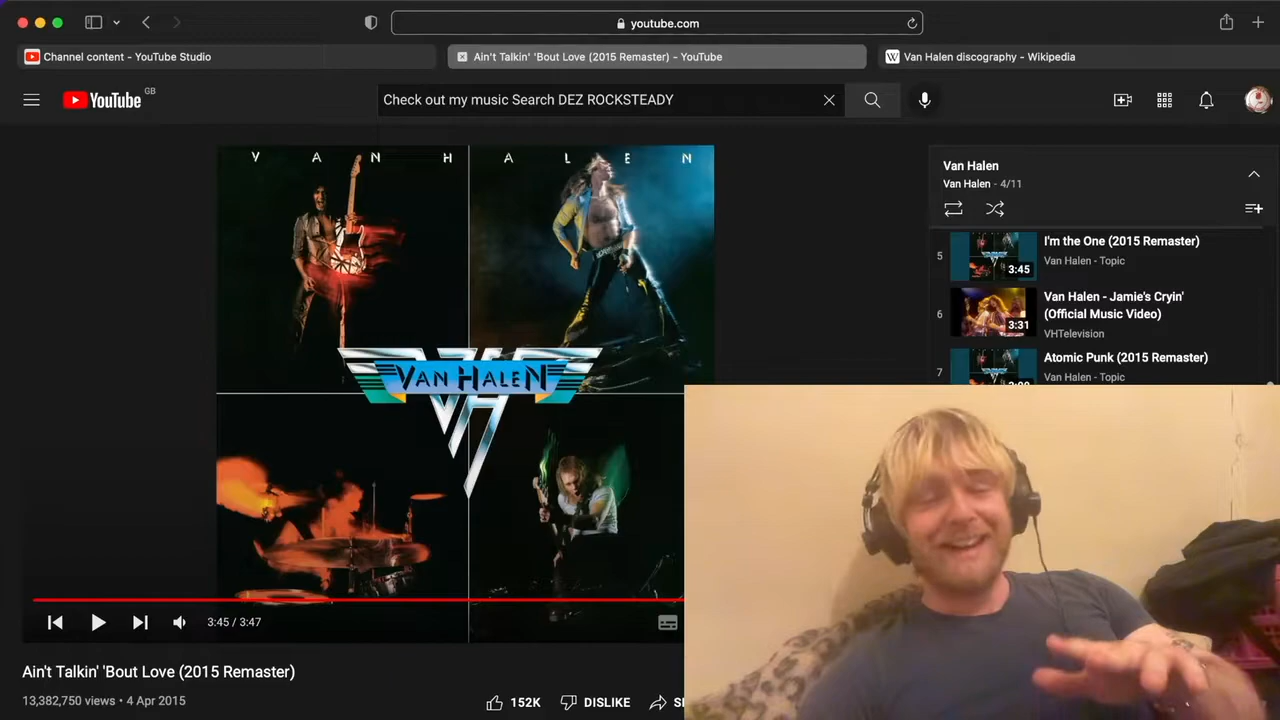 youtube.com
Channel content - YouTube Studio
Ain't Talkin' 'Bout Love (2015 Remaster) - YouTube
W Van Halen discography - Wikipedia
YouTube GB
Check out my music Search DEZ ROCKSTEADY
VAN HALEN
VAN HALEN
VH
Van Halen
Van Halen - 4/11
5
I'm the One (2015 Remaster)
Van Halen - Topic
3:45
6
Van Halen - Jamie's Cryin'
(Official Music Video)
VHTelevision
3:31
7
Atomic Punk (2015 Remaster)
Van Halen - Topic
3:45 / 3:47
Ain't Talkin' 'Bout Love (2015 Remaster)
13,382,750 views • 4 Apr 2015
152K
DISLIKE